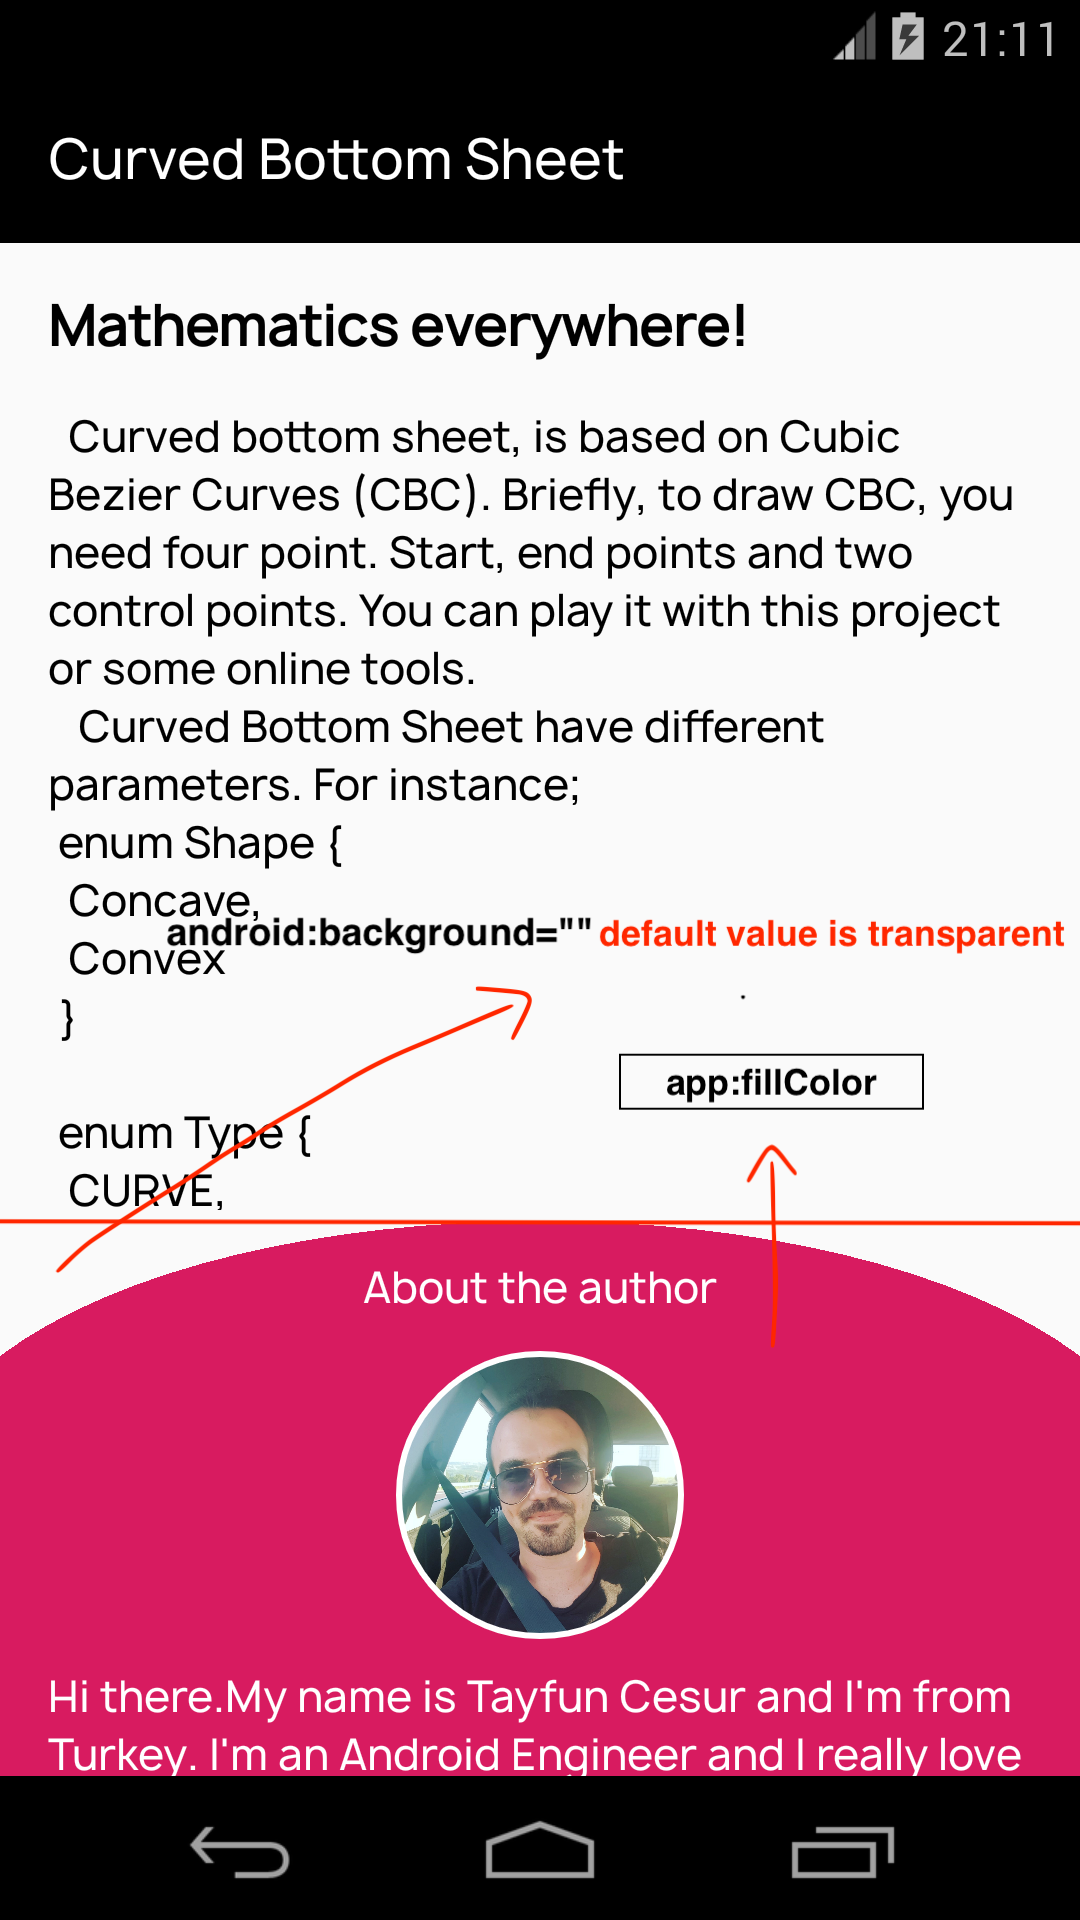 21:11
Curved Bottom Sheet
Mathematics everywhere!
Curved bottom sheet, is based on Cubic
Bezier Curves (CBC). Briefly, to draw CBC, you
need four point. Start, end points and two
control points. You can play it with this project
or some online tools.
Curved Bottom Sheet have different
parameters. For instance;
enum Shape {
Concave,
android:background="" default value is transparent
Convex
}
app:fillColor
enum Type {
CURVE,
About the author
Hi there.My name is Tayfun Cesur and I'm from
Turkey. I'm an Android Engineer and I really love